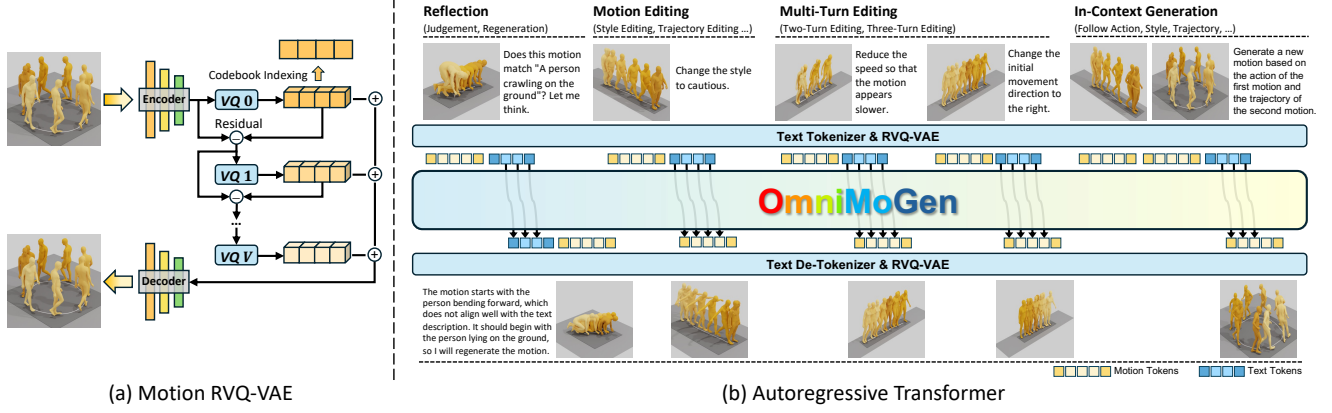 Codebook Indexing
Encoder
VQ 0
Residual
VQ 1
...
VQ V
Decoder
(a) Motion RVQ-VAE
Reflection
(Judgement, Regeneration)
Does this motion
match "A person
crawling on the
ground"? Let me
think.
Motion Editing
(Style Editing, Trajectory Editing ...)
Change the style
to cautious.
Multi-Turn Editing
(Two-Turn Editing, Three-Turn Editing)
Reduce the
speed so that
the motion
appears
slower.
Change the
initial
movement
direction to
the right.
In-Context Generation
(Follow Action, Style, Trajectory, ...)
Generate a new
motion based on
the action of the
first motion and
the trajectory of
the second motion.
Text Tokenizer & RVQ-VAE
OmniMoGen
Text De-Tokenizer & RVQ-VAE
The motion starts with the
person bending forward, which
does not align well with the text
description. It should begin with
the person lying on the ground,
so I will regenerate the motion.
Motion Tokens
Text Tokens
(b) Autoregressive Transformer